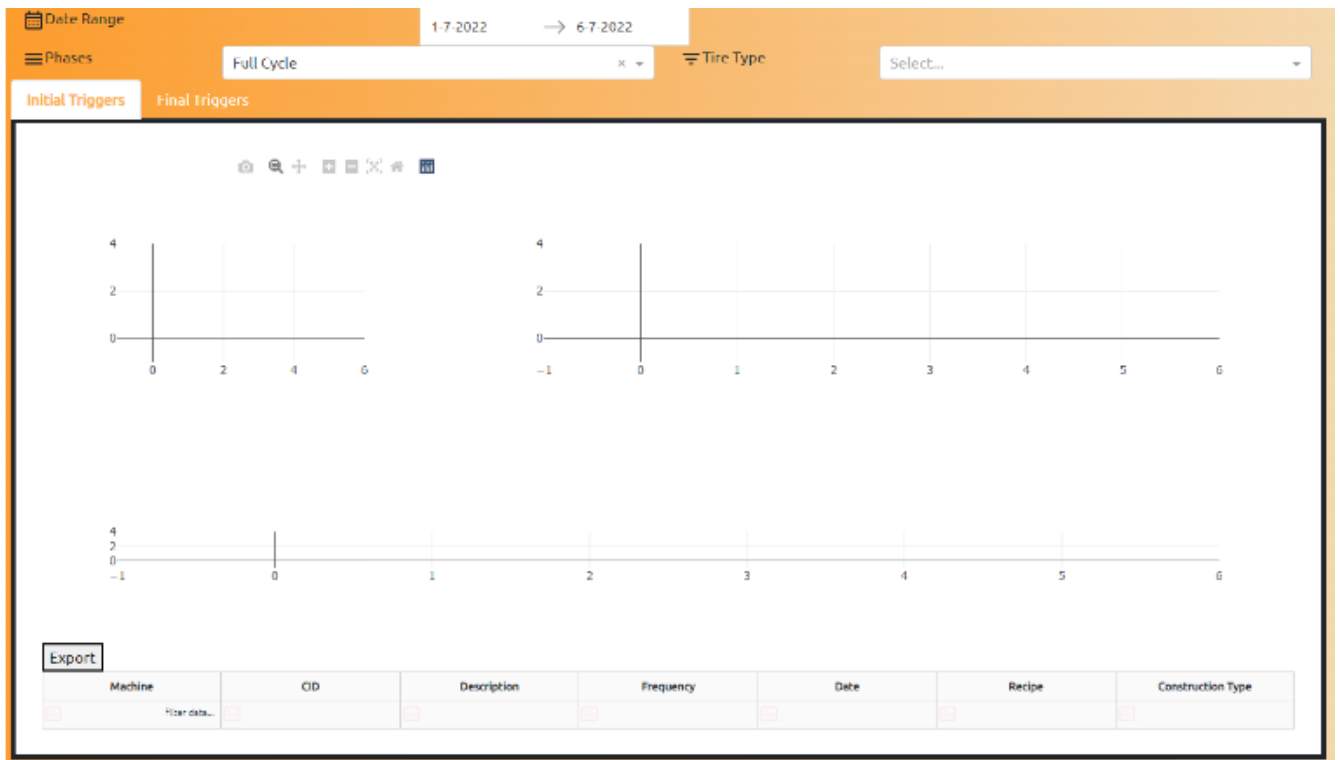 Date Range
1-7-2022 → 6-7-2022
Phases Full Cycle × Tire Type Select...
Initial Triggers Final Triggers
4 4
2 2
0 0
0 2 4 6 −1 0 1 2 3 4 5 6
4
2
0
−1 0 1 2 3 4 5 6
Export
Machine CID Description Frequency Date Recipe Construction Type
filter data...